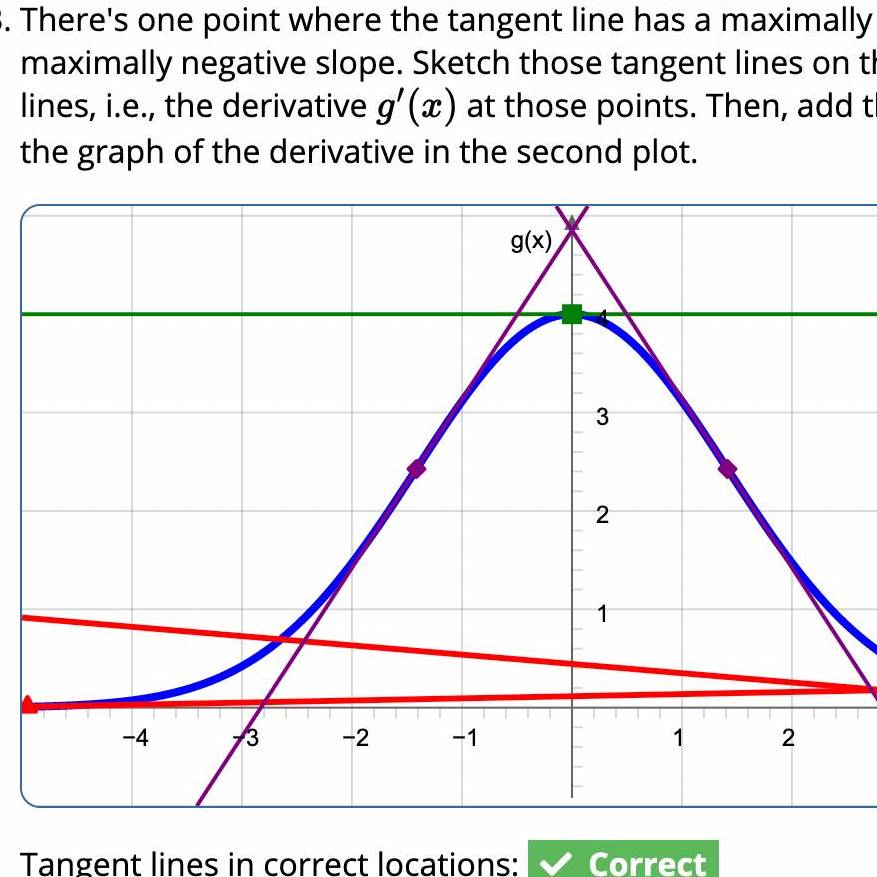 . There's one point where the tangent line has a maximally
maximally negative slope. Sketch those tangent lines on
lines, i.e., the derivative g′(x) at those points. Then, add
the graph of the derivative in the second plot.
g(x)
4
3
2
1
−4 −3 −2 −1 1 2
Tangent lines in correct locations: ✓ Correct